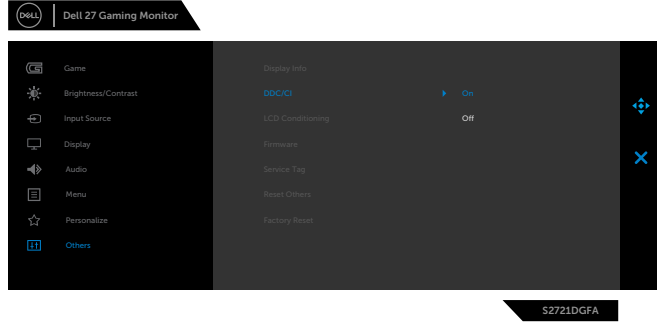 DELL
Dell 27 Gaming Monitor
Game
Display Info
Brightness/Contrast
DDC/CI
On
Input Source
LCD Conditioning
Off
Display
Firmware
Audio
Service Tag
Menu
Reset Others
Personalize
Factory Reset
Others
S2721DGFA